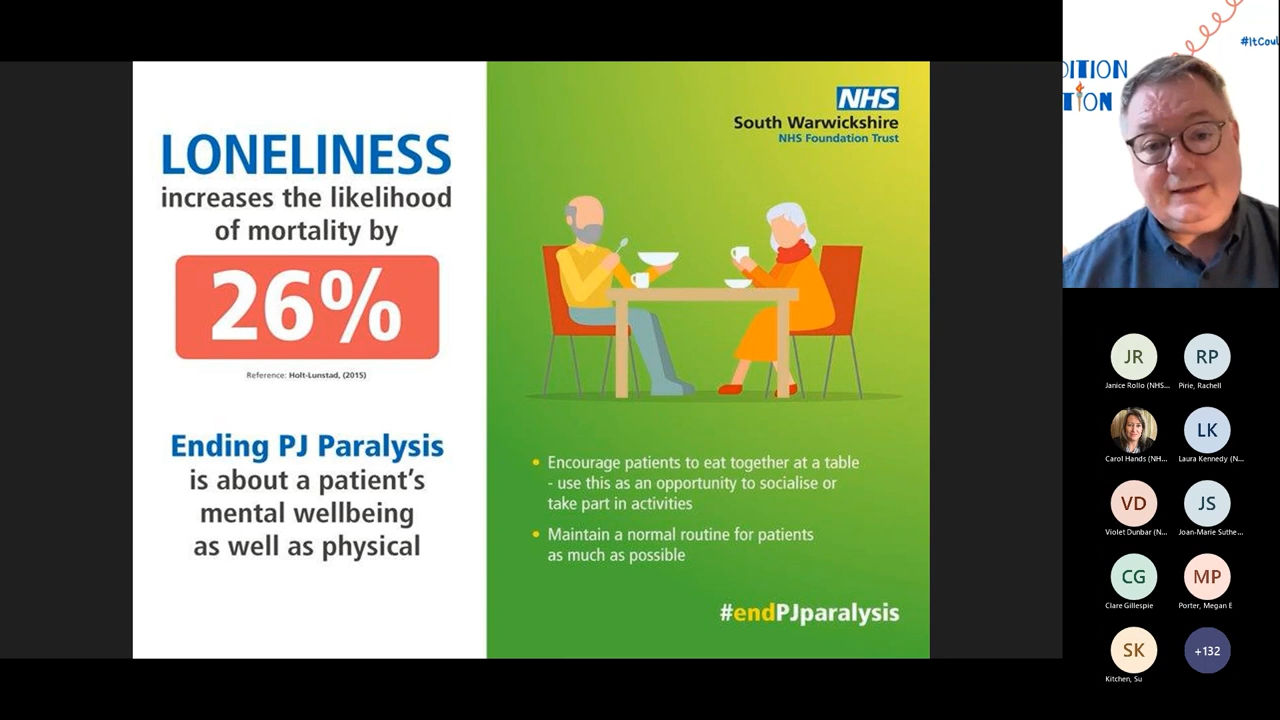 LONELINESS
increases the likelihood
of mortality by
26%
Reference: Holt-Lunstad, (2015)
Ending PJ Paralysis
is about a patient's
mental wellbeing
as well as physical
NHS
South Warwickshire
NHS Foundation Trust
• Encourage patients to eat together at a table
- use this as an opportunity to socialise or
take part in activities
• Maintain a normal routine for patients
as much as possible
#endPJparalysis
#ItCoul
DITION
TION
JR
Janice Rollo (NHS...
RP
Pirie, Rachell
Carol Hands (NH...
LK
Laura Kennedy (N...
VD
Violet Dunbar (N...
JS
Joan-Marie Suthe...
CG
Clare Gillespie
MP
Porter, Megan E
SK
Kitchen, Su
+132